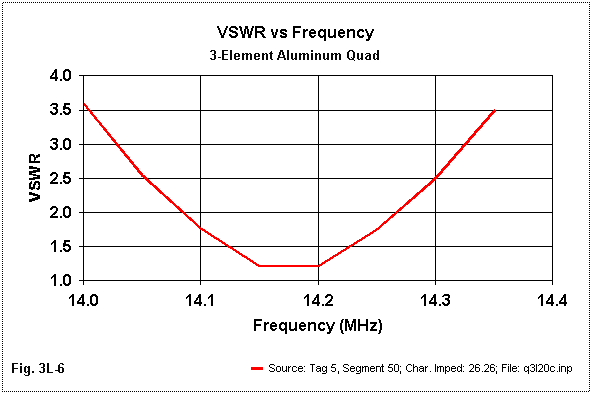 VSWR vs Frequency
3-Element Aluminum Quad
4.0
3.5
3.0
2.5
2.0
1.5
1.0
VSWR
14.0 14.1 14.2 14.3 14.4
Frequency (MHz)
Fig. 3L-6
Source: Tag 5, Segment 50; Char. Imped: 26.26; File: q3l20c.inp